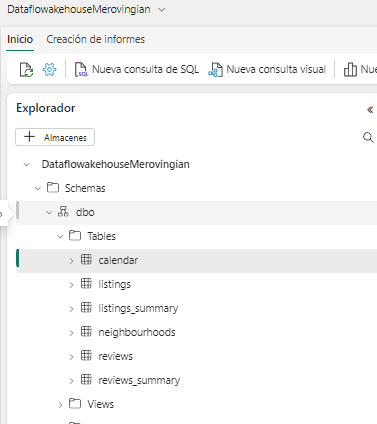 DataflowakehouseMerovingian
Inicio Creación de informes
SQL Nueva consulta de SQL Nueva consulta visual
Explorador
+ Almacenes
DataflowakehouseMerovingian
Schemas
dbo
Tables
calendar
listings
listings_summary
neighbourhoods
reviews
reviews_summary
Views